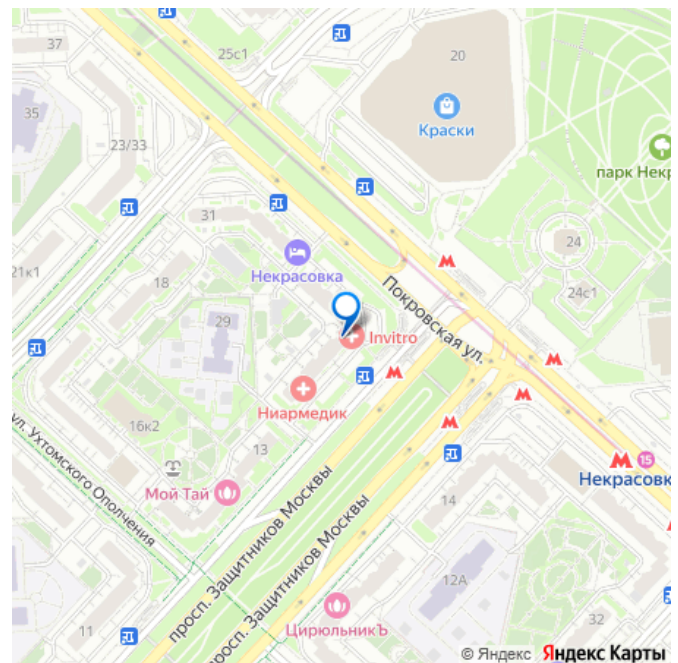 37
25с1
20
35
Краски
23/33
парк Некр
31
Некрасовка
24
21к1
18
24с1
Покровская ул.
29
Invitro
Ниармедик
16к2
13
ул. Ухтомского Ополчения
Мой Тай
15
Некрасовк
14
просп. Защитников Москвы
просп. Защитников Москвы
12А
11
ЦирюльникЪ
32
© Яндекс Яндекс Карты